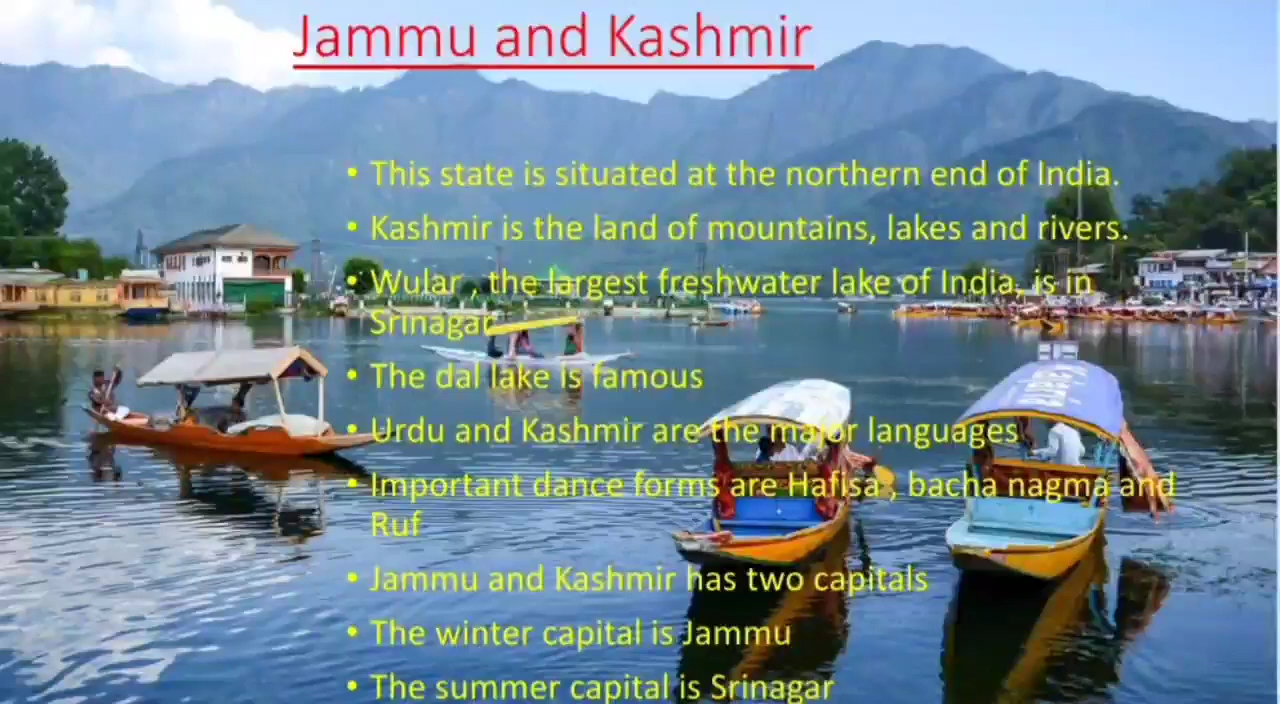 Jammu and Kashmir
• This state is situated at the northern end of India.
• Kashmir is the land of mountains, lakes and rivers.
• Wular , the largest freshwater lake of India, is in
Srinagar
• The dal lake is famous
• Urdu and Kashmir are the major languages
• Important dance forms are Hafisa , bacha nagma and
Ruf
• Jammu and Kashmir has two capitals
• The winter capital is Jammu
• The summer capital is Srinagar